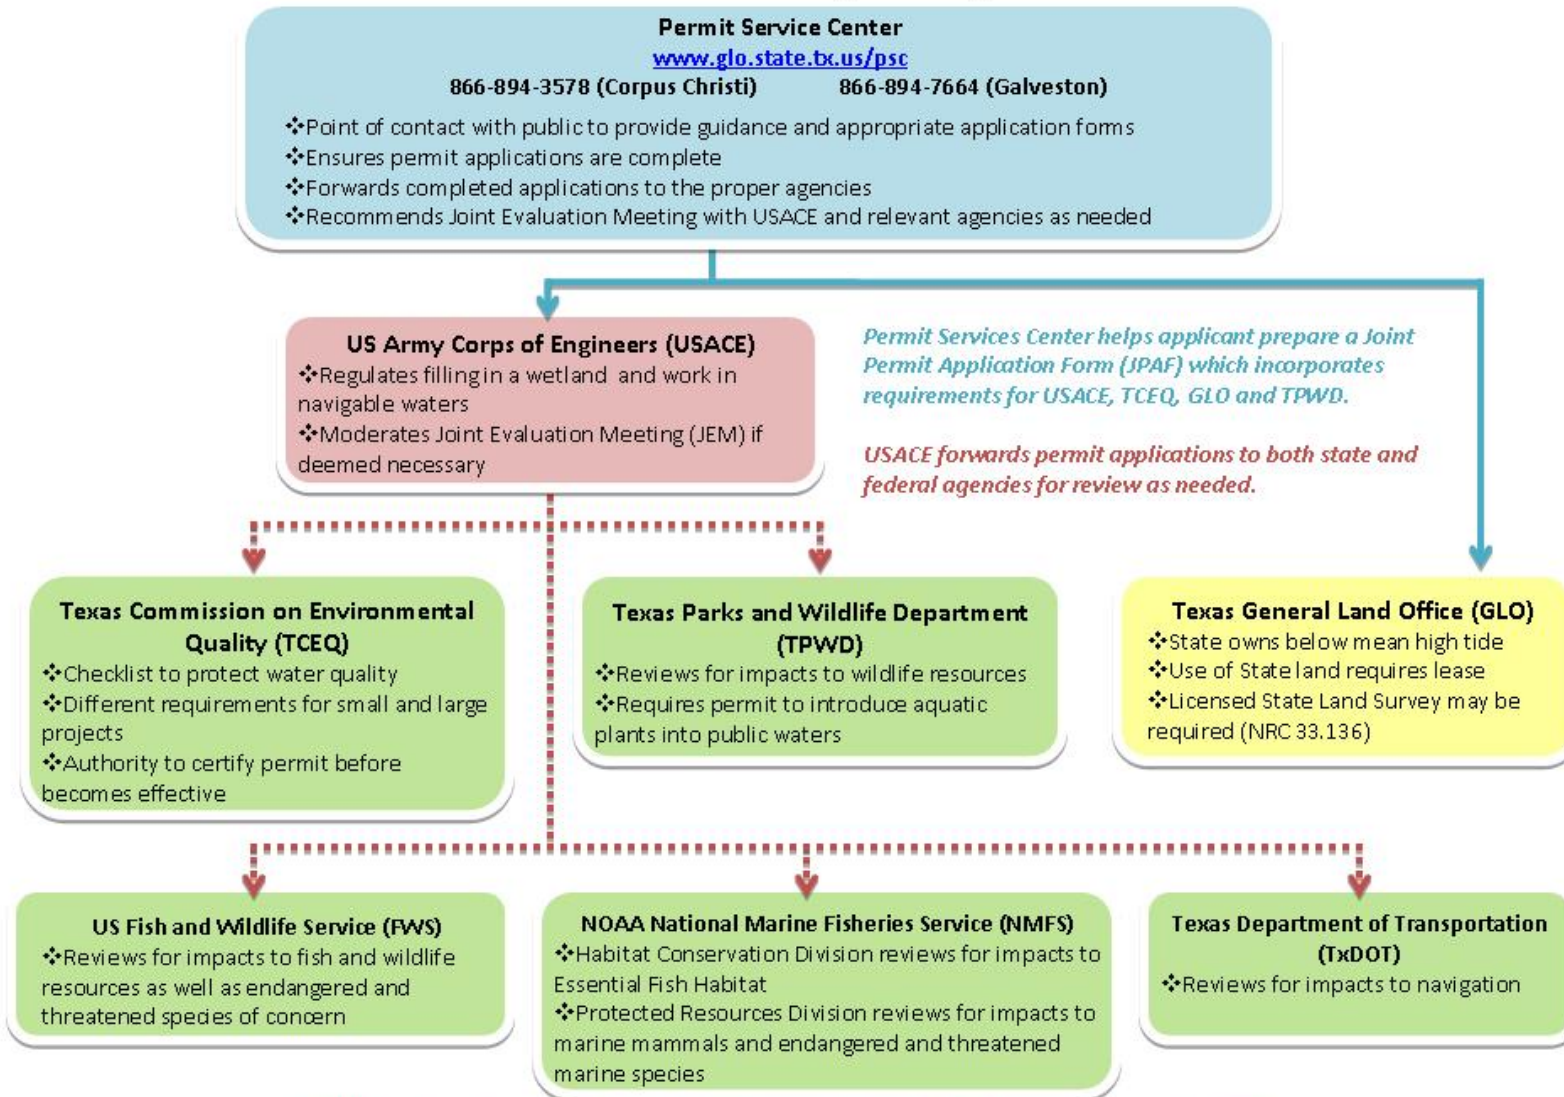 Permit Service Center
www.glo.state.tx.us/psc
866-894-3578 (Corpus Christi) 866-894-7664 (Galveston)
❖Point of contact with public to provide guidance and appropriate application forms
❖Ensures permit applications are complete
❖Forwards completed applications to the proper agencies
❖Recommends Joint Evaluation Meeting with USACE and relevant agencies as needed
US Army Corps of Engineers (USACE)
❖Regulates filling in a wetland and work in
navigable waters
❖Moderates Joint Evaluation Meeting (JEM) if
deemed necessary
Permit Services Center helps applicant prepare a Joint
Permit Application Form (JPAF) which incorporates
requirements for USACE, TCEQ, GLO and TPWD.
USACE forwards permit applications to both state and
federal agencies for review as needed.
Texas Commission on Environmental
Quality (TCEQ)
❖Checklist to protect water quality
❖Different requirements for small and large
projects
❖Authority to certify permit before
becomes effective
Texas Parks and Wildlife Department
(TPWD)
❖Reviews for impacts to wildlife resources
❖Requires permit to introduce aquatic
plants into public waters
Texas General Land Office (GLO)
❖State owns below mean high tide
❖Use of State land requires lease
❖Licensed State Land Survey may be
required (NRC 33.136)
US Fish and Wildlife Service (FWS)
❖Reviews for impacts to fish and wildlife
resources as well as endangered and
threatened species of concern
NOAA National Marine Fisheries Service (NMFS)
❖Habitat Conservation Division reviews for impacts to
Essential Fish Habitat
❖Protected Resources Division reviews for impacts to
marine mammals and endangered and threatened
marine species
Texas Department of Transportation
(TxDOT)
❖Reviews for impacts to navigation